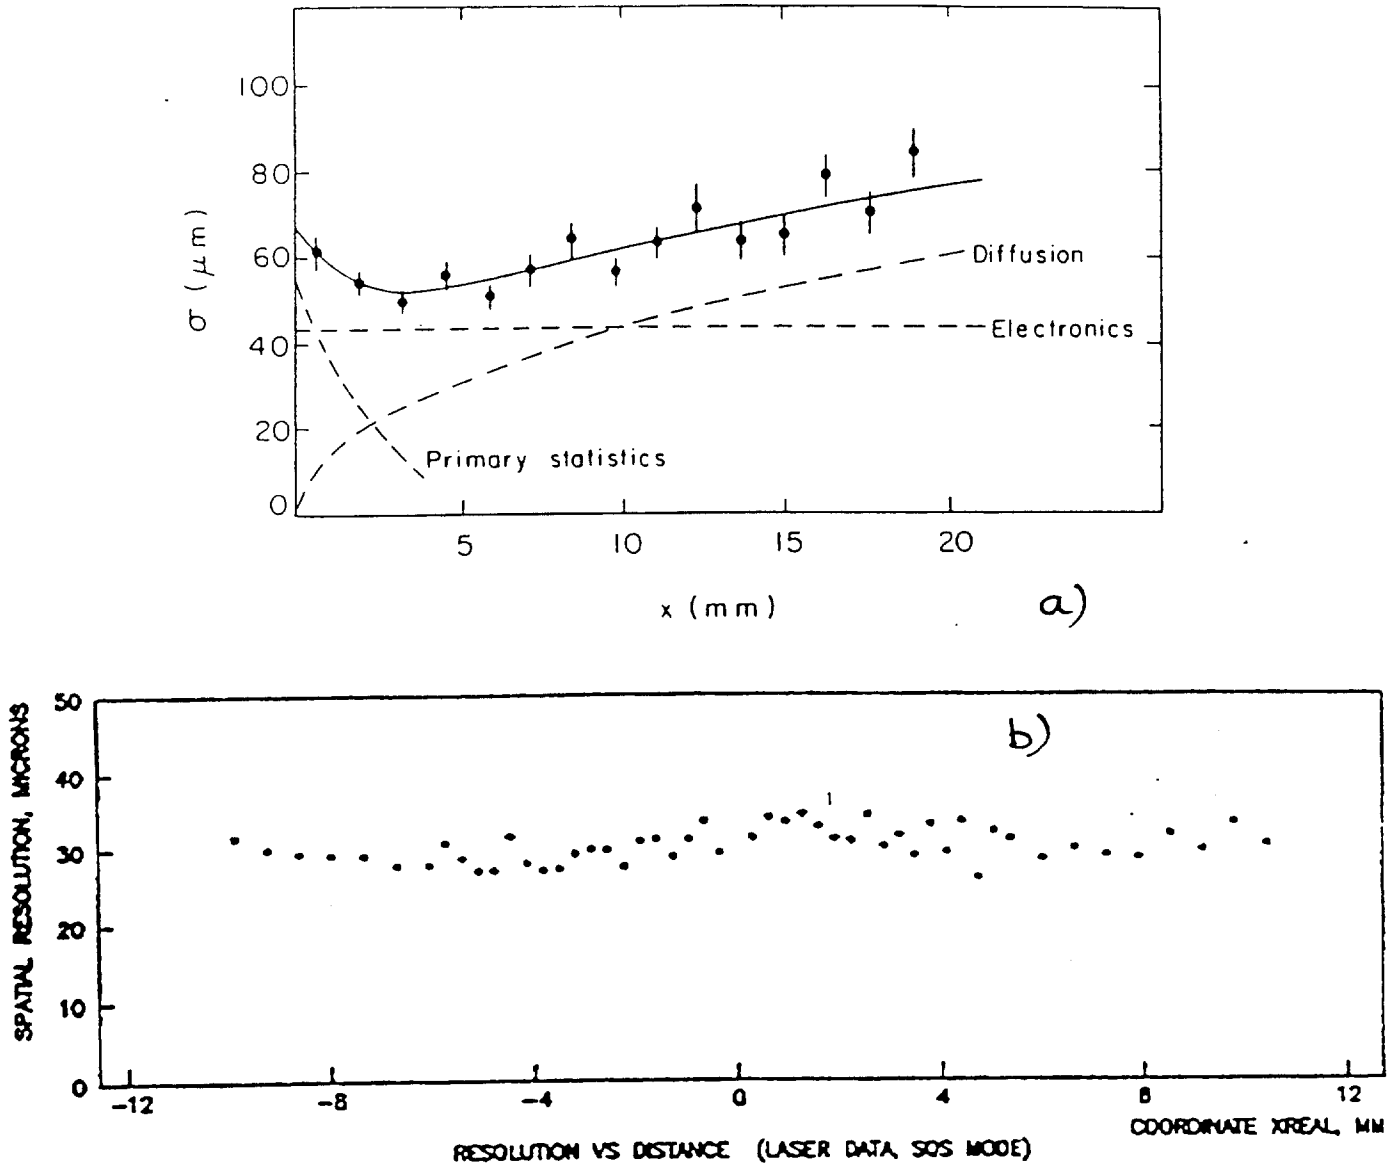 100
80
60
40
20
0
σ (μm)
Diffusion
Electronics
Primary statistics
5 10 15 20
x (mm)
a)
50
40
30
20
10
0
SPATIAL RESOLUTION, MICRONS
b)
-12 -8 -4 0 4 8 12
COORDINATE XREAL, MM
RESOLUTION VS DISTANCE (LASER DATA, SQS MODE)